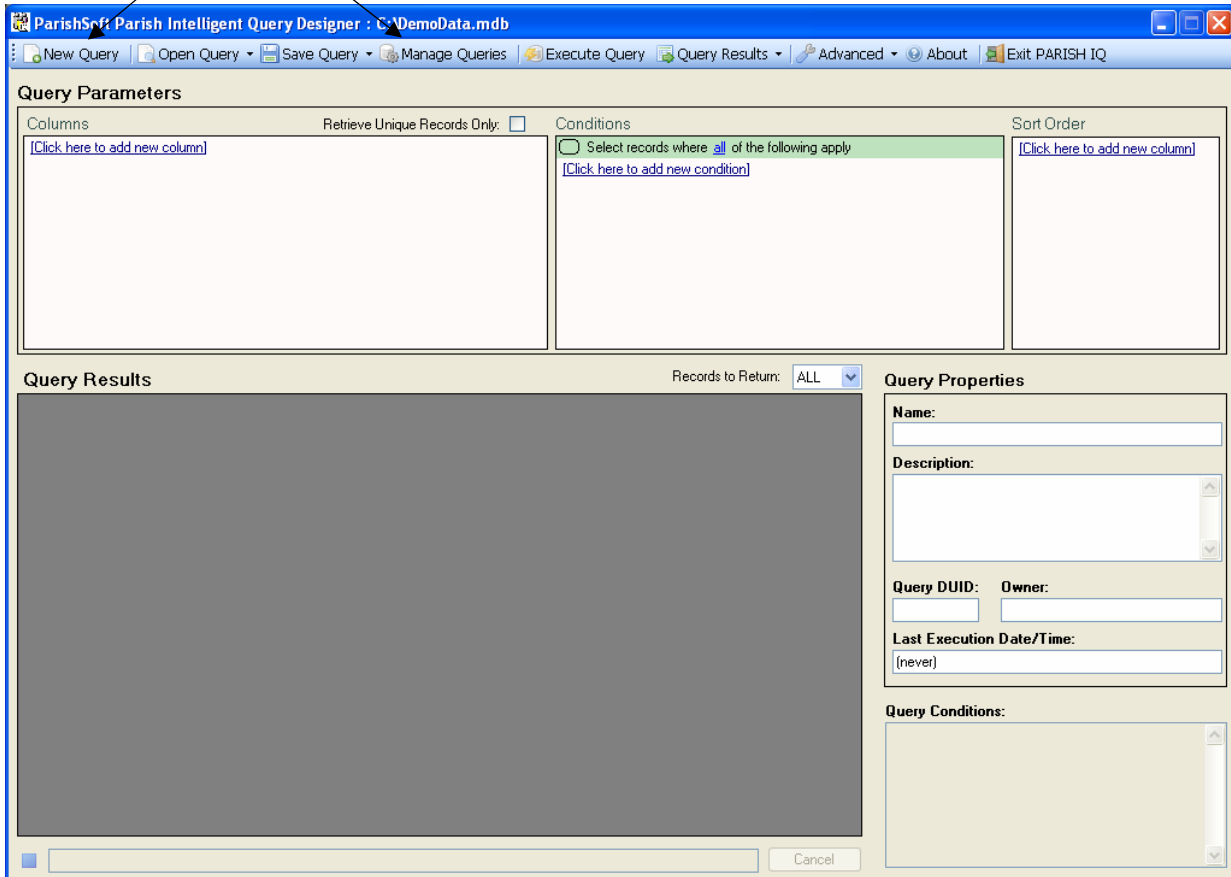 ParishSoft Parish Intelligent Query Designer : C:\DemoData.mdb
New Query Open Query Save Query Manage Queries Execute Query Query Results Advanced About Exit PARISH IQ
Query Parameters
Columns Retrieve Unique Records Only: Conditions Sort Order
[Click here to add new column] Select records where all of the following apply [Click here to add new column]
[Click here to add new condition]
Query Results Records to Return: ALL Query Properties
Name:
Description:
Query DUID: Owner:
Last Execution Date/Time:
(never)
Query Conditions:
Cancel